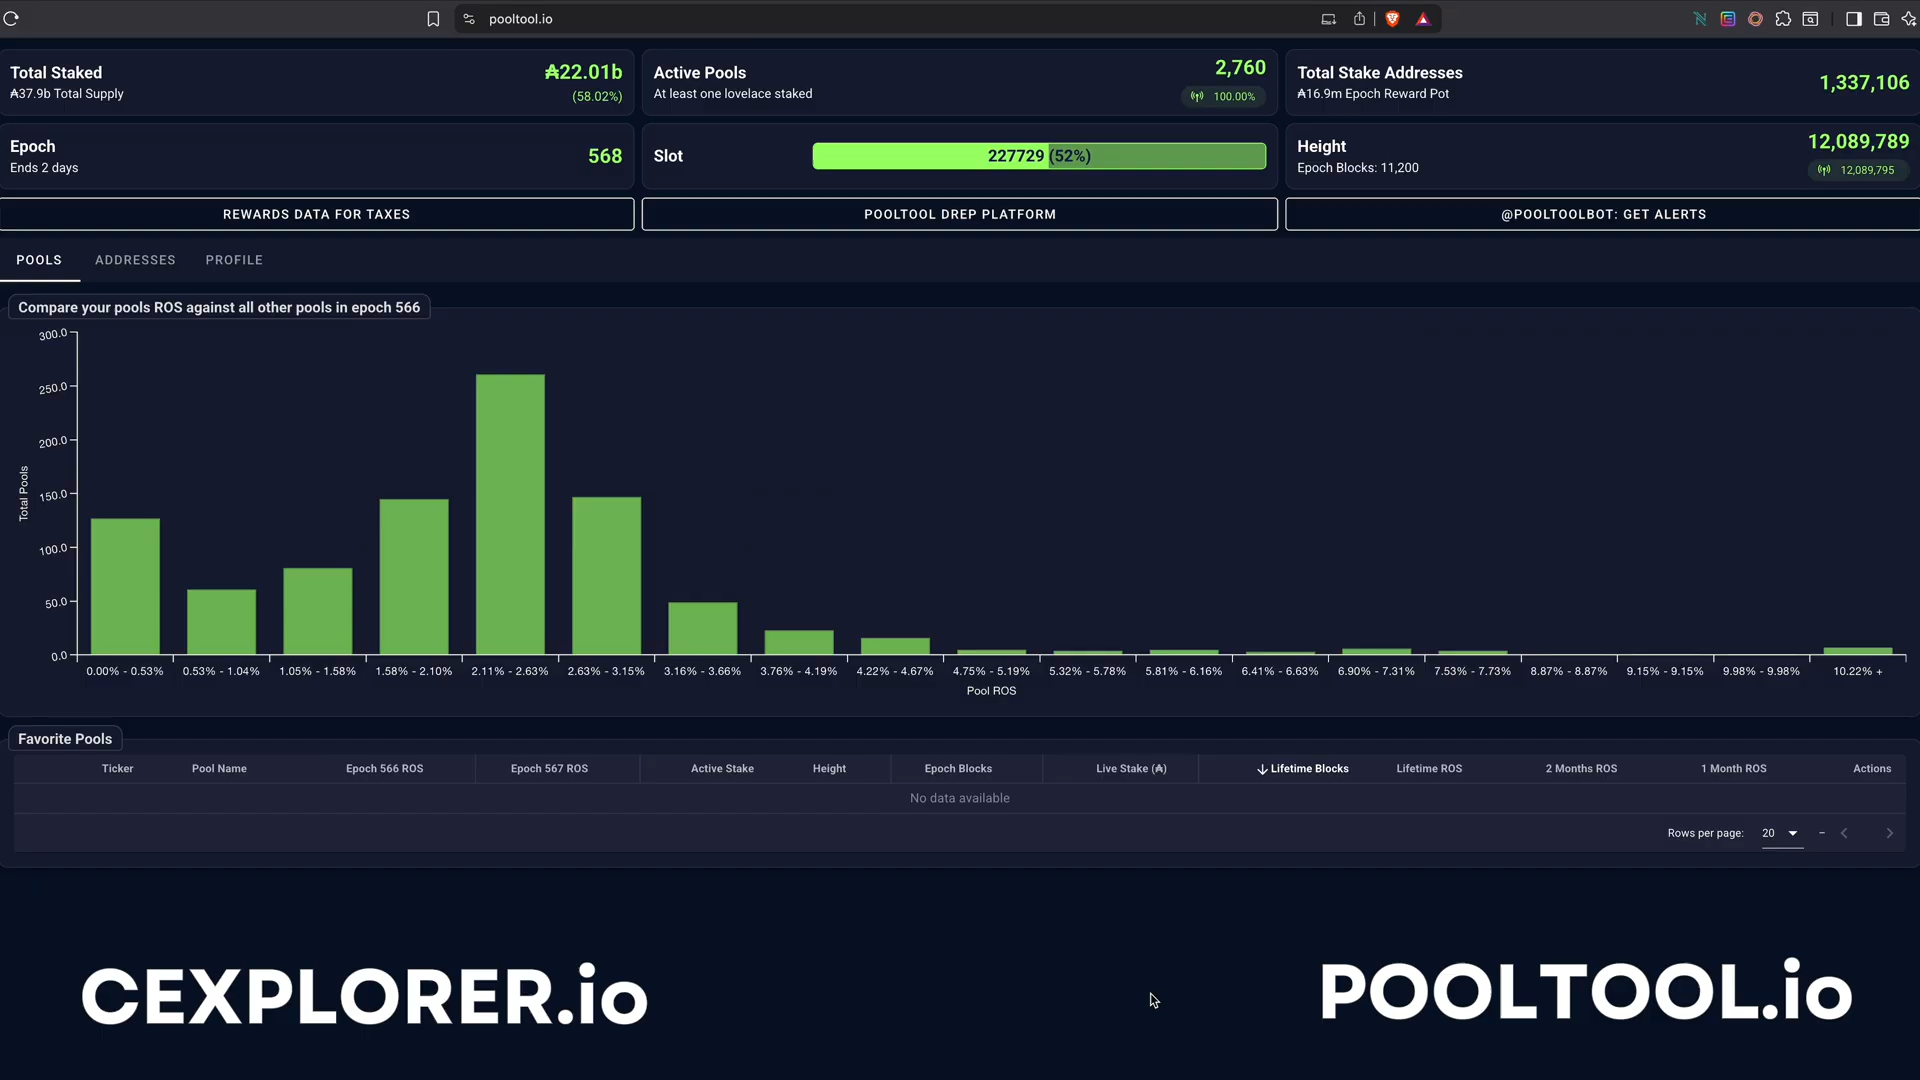 pooltool.io
Total Staked
₳37.9b Total Supply
₳22.01b
(58.02%)
Active Pools
At least one lovelace staked
2,760
100.00%
Total Stake Addresses
₳16.9m Epoch Reward Pot
1,337,106
Epoch
Ends 2 days
568
Slot
227729 (52%)
Height
Epoch Blocks: 11,200
12,089,789
12,089,795
REWARDS DATA FOR TAXES
POOLTOOL DREP PLATFORM
@POOLTOOLBOT: GET ALERTS
POOLS ADDRESSES PROFILE
Compare your pools ROS against all other pools in epoch 566
300.0
250.0
200.0
150.0
100.0
50.0
0.0
Total Pools
0.00% - 0.53% 0.53% - 1.04% 1.05% - 1.58% 1.58% - 2.10% 2.11% - 2.63% 2.63% - 3.15% 3.16% - 3.66% 3.76% - 4.19% 4.22% - 4.67% 4.75% - 5.19% 5.32% - 5.78% 5.81% - 6.16% 6.41% - 6.63% 6.90% - 7.31% 7.53% - 7.73% 8.87% - 8.87% 9.15% - 9.15% 9.98% - 9.98% 10.22% +
Pool ROS
Favorite Pools
Ticker Pool Name Epoch 566 ROS Epoch 567 ROS Active Stake Height Epoch Blocks Live Stake (₳) Lifetime Blocks Lifetime ROS 2 Months ROS 1 Month ROS Actions
No data available
Rows per page: 20 –
CEXPLORER.io
POOLTOOL.io